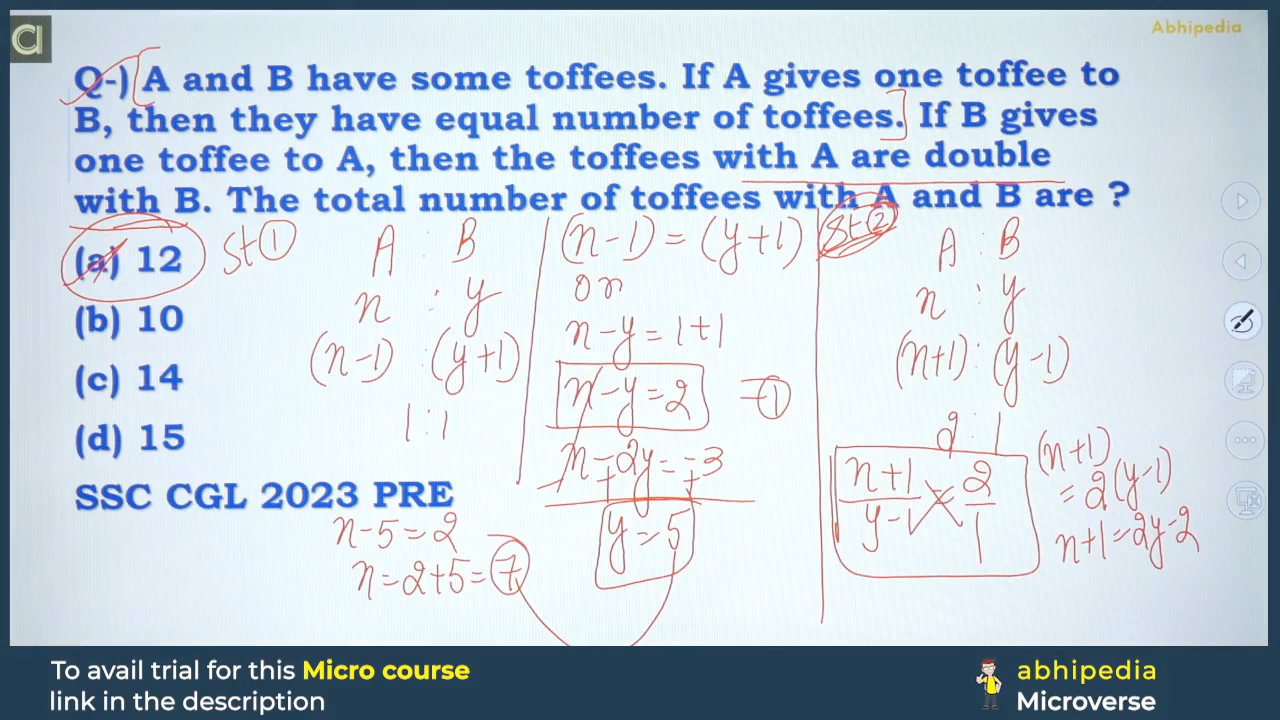 a
Abhipedia
Q-) A and B have some toffees. If A gives one toffee to
B, then they have equal number of toffees. If B gives
one toffee to A, then the toffees with A are double
with B. The total number of toffees with A and B are ?
(a) 12
(b) 10
(c) 14
(d) 15
SSC CGL 2023 PRE
St ①
A : B
n : y
(n-1) : (y+1)
1 : 1
(n-1) = (y+1)
or
n-y=1+1
n-y=2 -①
n-2y=-3
y=5
n-5=2
n=2+5=7
St ②
A : B
n : y
(n+1) : (y-1)
2 : 1
n+1/y-1 = 2/1
(n+1)
=2(y-1)
n+1=2y-2
To avail trial for this Micro course
link in the description
abhipedia
Microverse